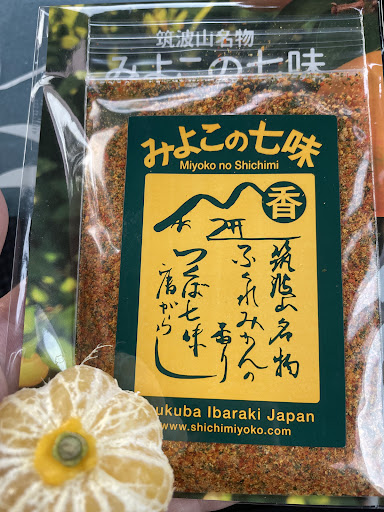 筑波山名物
みよこの七味
みよこの七味
Miyoko no Shichimi
香
筑波山名物
ふくれみかんの
香り
つくば七味
唐がらし
ukuba Ibaraki Japan
www.shichimiyoko.com